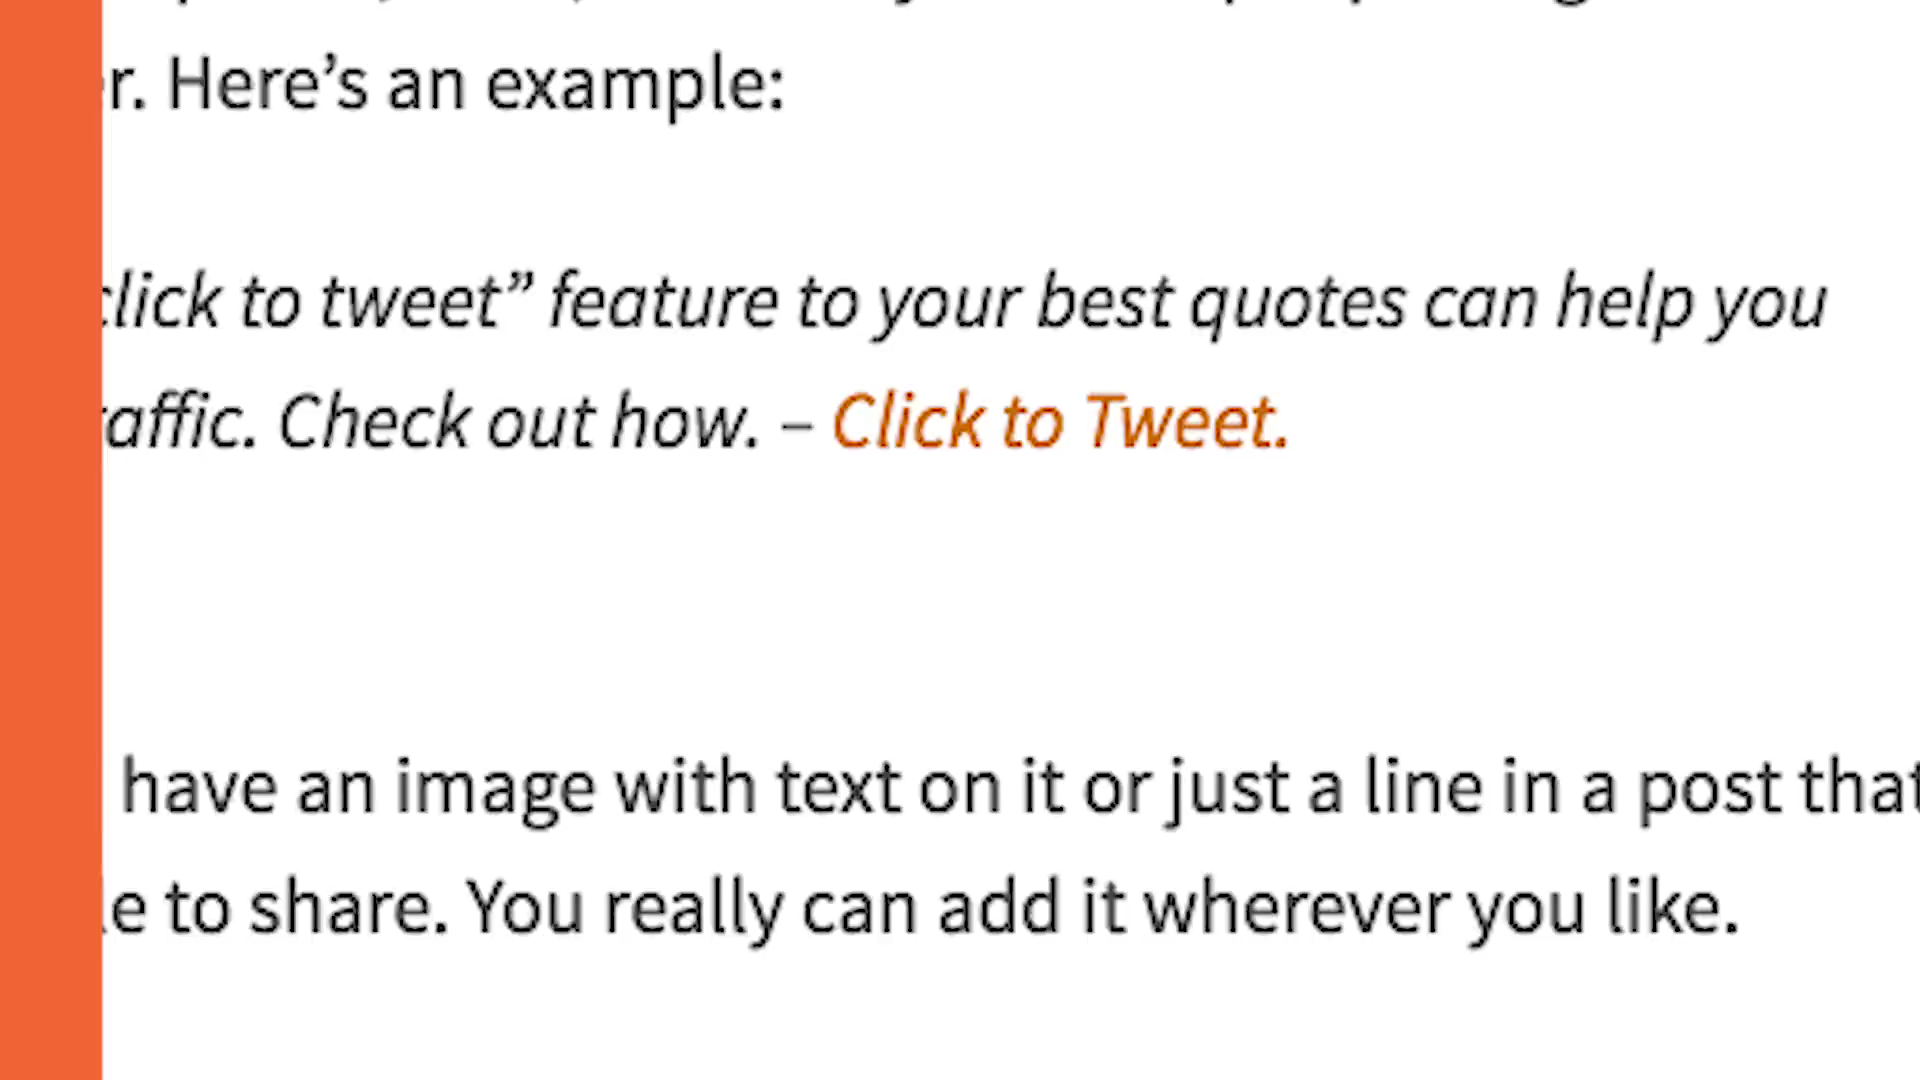 r. Here's an example:
click to tweet” feature to your best quotes can help you
raffic. Check out how. – Click to Tweet.
have an image with text on it or just a line in a post that
e to share. You really can add it wherever you like.